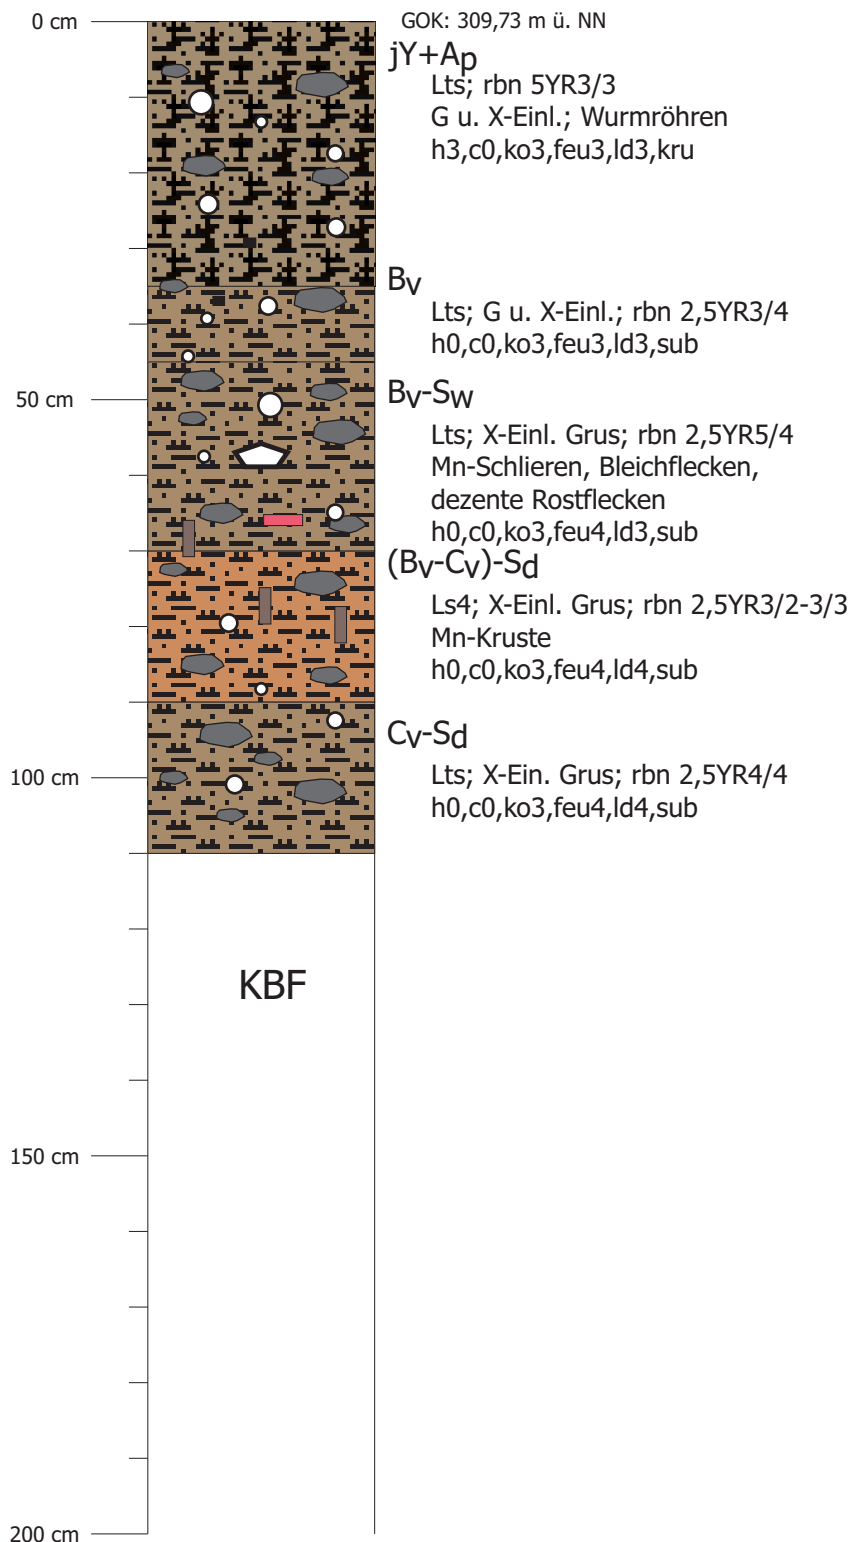 0 cm
GOK: 309,73 m ü. NN
jY+Ap
Lts; rbn 5YR3/3
G u. X-Einl.; Wurmröhren
h3,c0,ko3,feu3,ld3,kru
Bv
Lts; G u. X-Einl.; rbn 2,5YR3/4
h0,c0,ko3,feu3,ld3,sub
50 cm
Bv-Sw
Lts; X-Einl. Grus; rbn 2,5YR5/4
Mn-Schlieren, Bleichflecken,
dezente Rostflecken
h0,c0,ko3,feu4,ld3,sub
(Bv-Cv)-Sd
Ls4; X-Einl. Grus; rbn 2,5YR3/2-3/3
Mn-Kruste
h0,c0,ko3,feu4,ld4,sub
Cv-Sd
100 cm
Lts; X-Ein. Grus; rbn 2,5YR4/4
h0,c0,ko3,feu4,ld4,sub
KBF
150 cm
200 cm